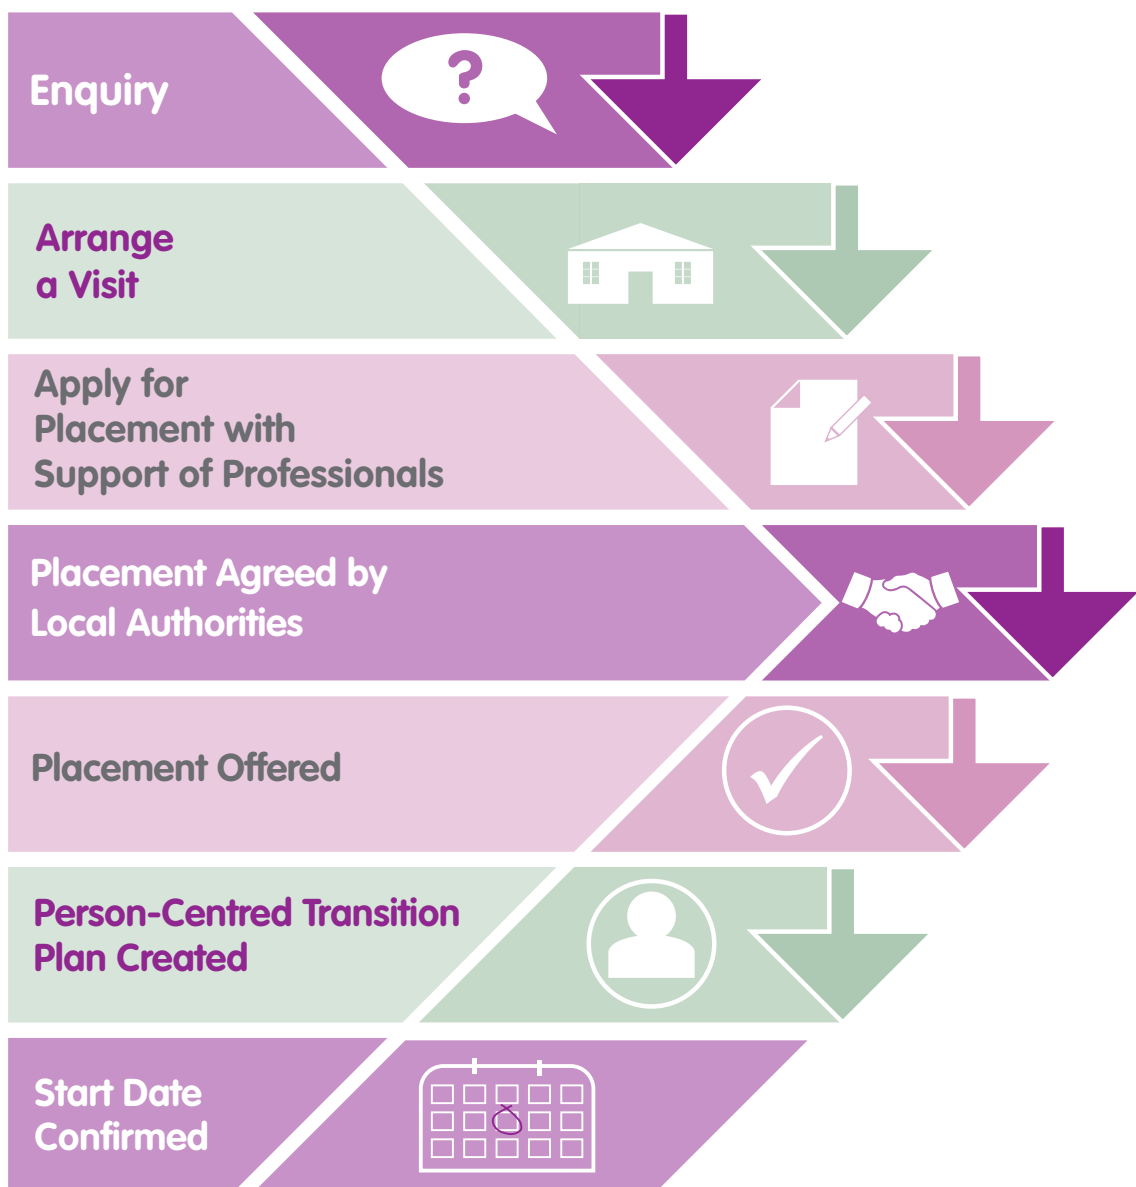 Enquiry
?
Arrange
a Visit
Apply for
Placement with
Support of Professionals
Placement Agreed by
Local Authorities
Placement Offered
Person-Centred Transition
Plan Created
Start Date
Confirmed